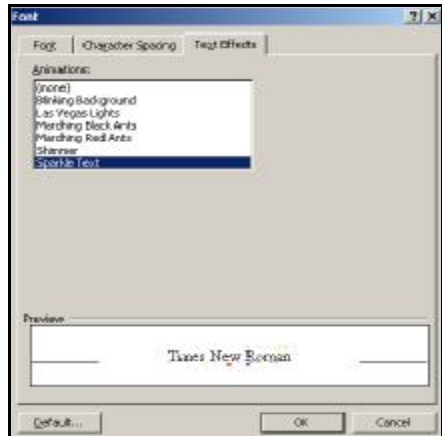 Font
Font Character Spacing Text Effects
Animations:
(none)
Blinking Background
Las Vegas Lights
Marching Black Ants
Marching Red Ants
Shimmer
Sparkle Text
Preview
Times New Roman
Default... OK Cancel